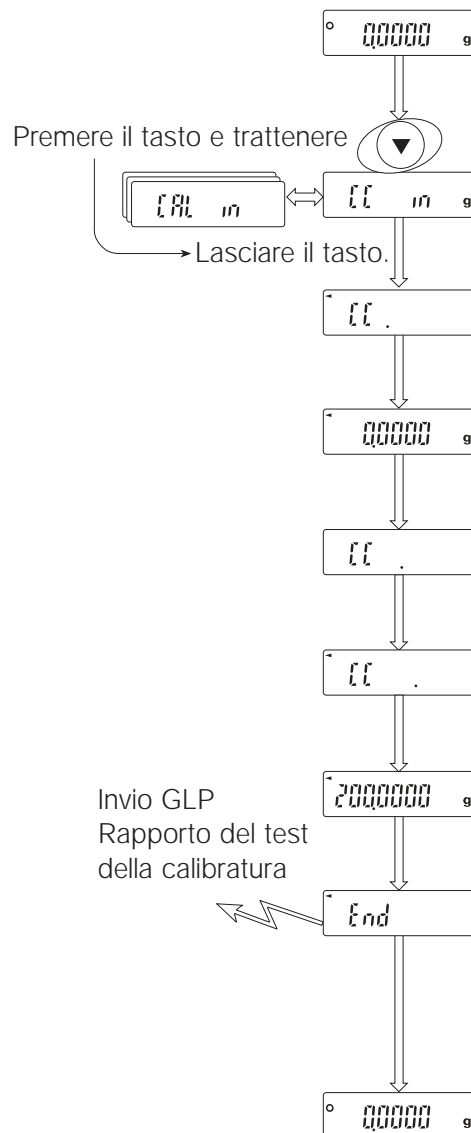 0.0000 g
Premere il tasto e trattenere
CAL in
CC in g
Lasciare il tasto.
CC .
0.0000 g
CC .
CC .
200.0000 g
Invio GLP
Rapporto del test
della calibratura
End
0.0000 g